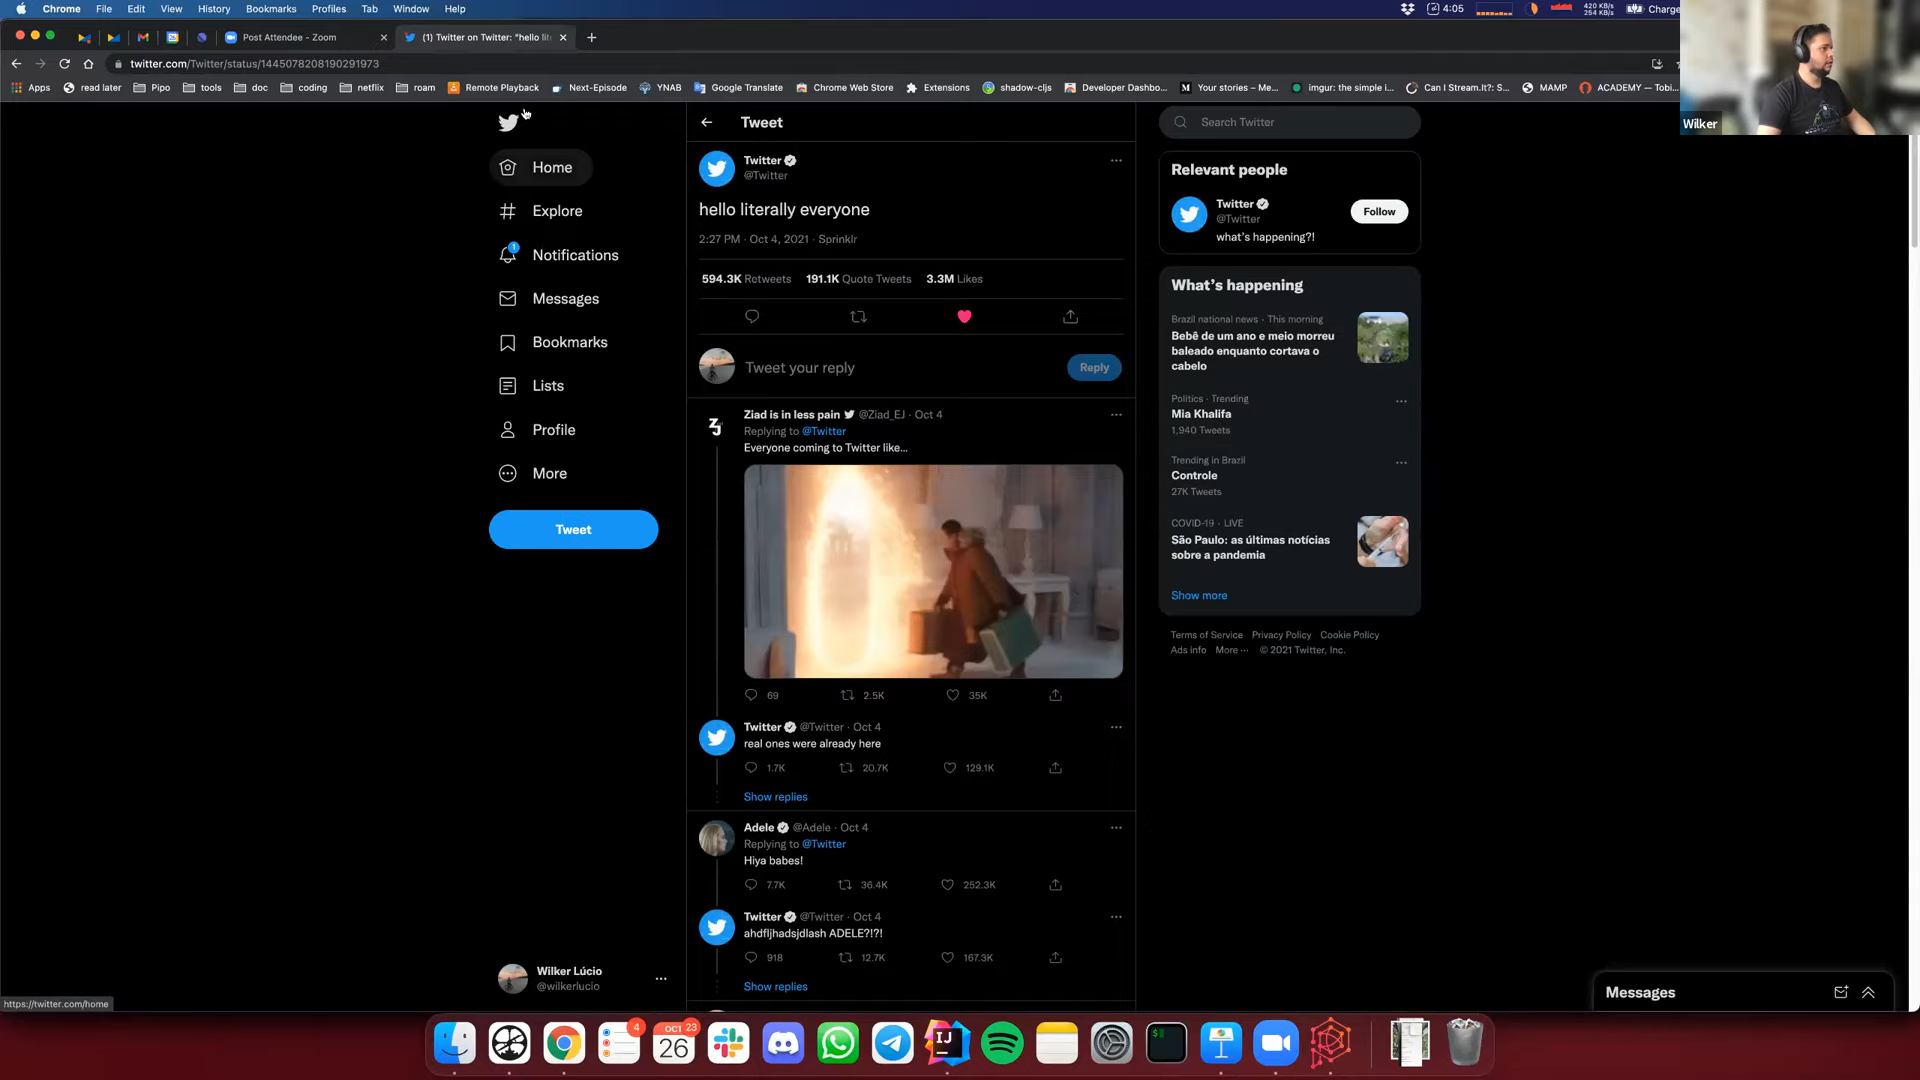 Chrome File Edit View History Bookmarks Profiles Tab Window Help
4:05 420 KB/s
254 KB/s
Charge
Post Attendee - Zoom
(1) Twitter on Twitter: "hello lit
twitter.com/Twitter/status/1445078208190291973
Apps read later Pipo tools doc coding netflix roam Remote Playback Next-Episode YNAB Google Translate Chrome Web Store Extensions shadow-cljs Developer Dashbo... Your stories – Me... imgur: the simple i... Can I Stream.It?: S... MAMP ACADEMY — Tobi...
Wilker
Home
Explore
1
Notifications
Messages
Bookmarks
Lists
Profile
More
Tweet
Wilker Lúcio
@wilkerlucio
https://twitter.com/home
Tweet
Twitter
@Twitter
hello literally everyone
2:27 PM · Oct 4, 2021 · Sprinklr
594.3K Retweets 191.1K Quote Tweets 3.3M Likes
Tweet your reply
Reply
Ziad is in less pain @Ziad_EJ · Oct 4
Replying to @Twitter
Everyone coming to Twitter like...
69 2.5K 35K
Twitter @Twitter · Oct 4
real ones were already here
1.7K 20.7K 129.1K
Show replies
Adele @Adele · Oct 4
Replying to @Twitter
Hiya babes!
7.7K 36.4K 252.3K
Twitter @Twitter · Oct 4
ahdfljhadsjdlash ADELE?!?!
918 12.7K 167.3K
Show replies
Search Twitter
Relevant people
Twitter
@Twitter
Follow
what's happening?!
What's happening
Brazil national news · This morning
Bebê de um ano e meio morreu
baleado enquanto cortava o
cabelo
Politics · Trending
Mia Khalifa
1,940 Tweets
Trending in Brazil
Controle
27K Tweets
COVID-19 · LIVE
São Paulo: as últimas notícias
sobre a pandemia
Show more
Terms of Service Privacy Policy Cookie Policy
Ads info More ··· © 2021 Twitter, Inc.
Messages
4
OCT 23
26
IJ